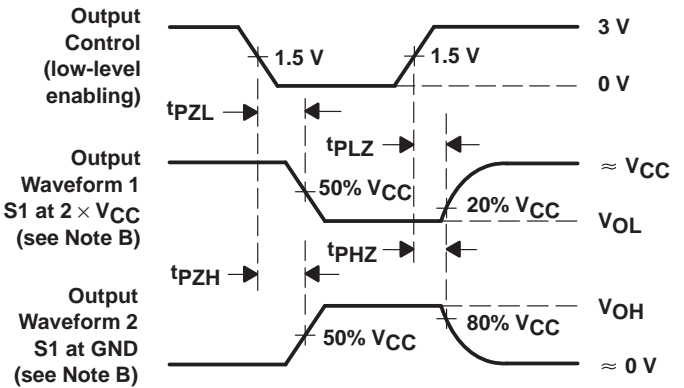 Output
Control
(low-level
enabling)
1.5 V
1.5 V
3 V
0 V
tPZL
tPLZ
Output
Waveform 1
S1 at 2 × VCC
(see Note B)
50% VCC
20% VCC
≈ VCC
VOL
tPZH
tPHZ
Output
Waveform 2
S1 at GND
(see Note B)
50% VCC
80% VCC
VOH
≈ 0 V